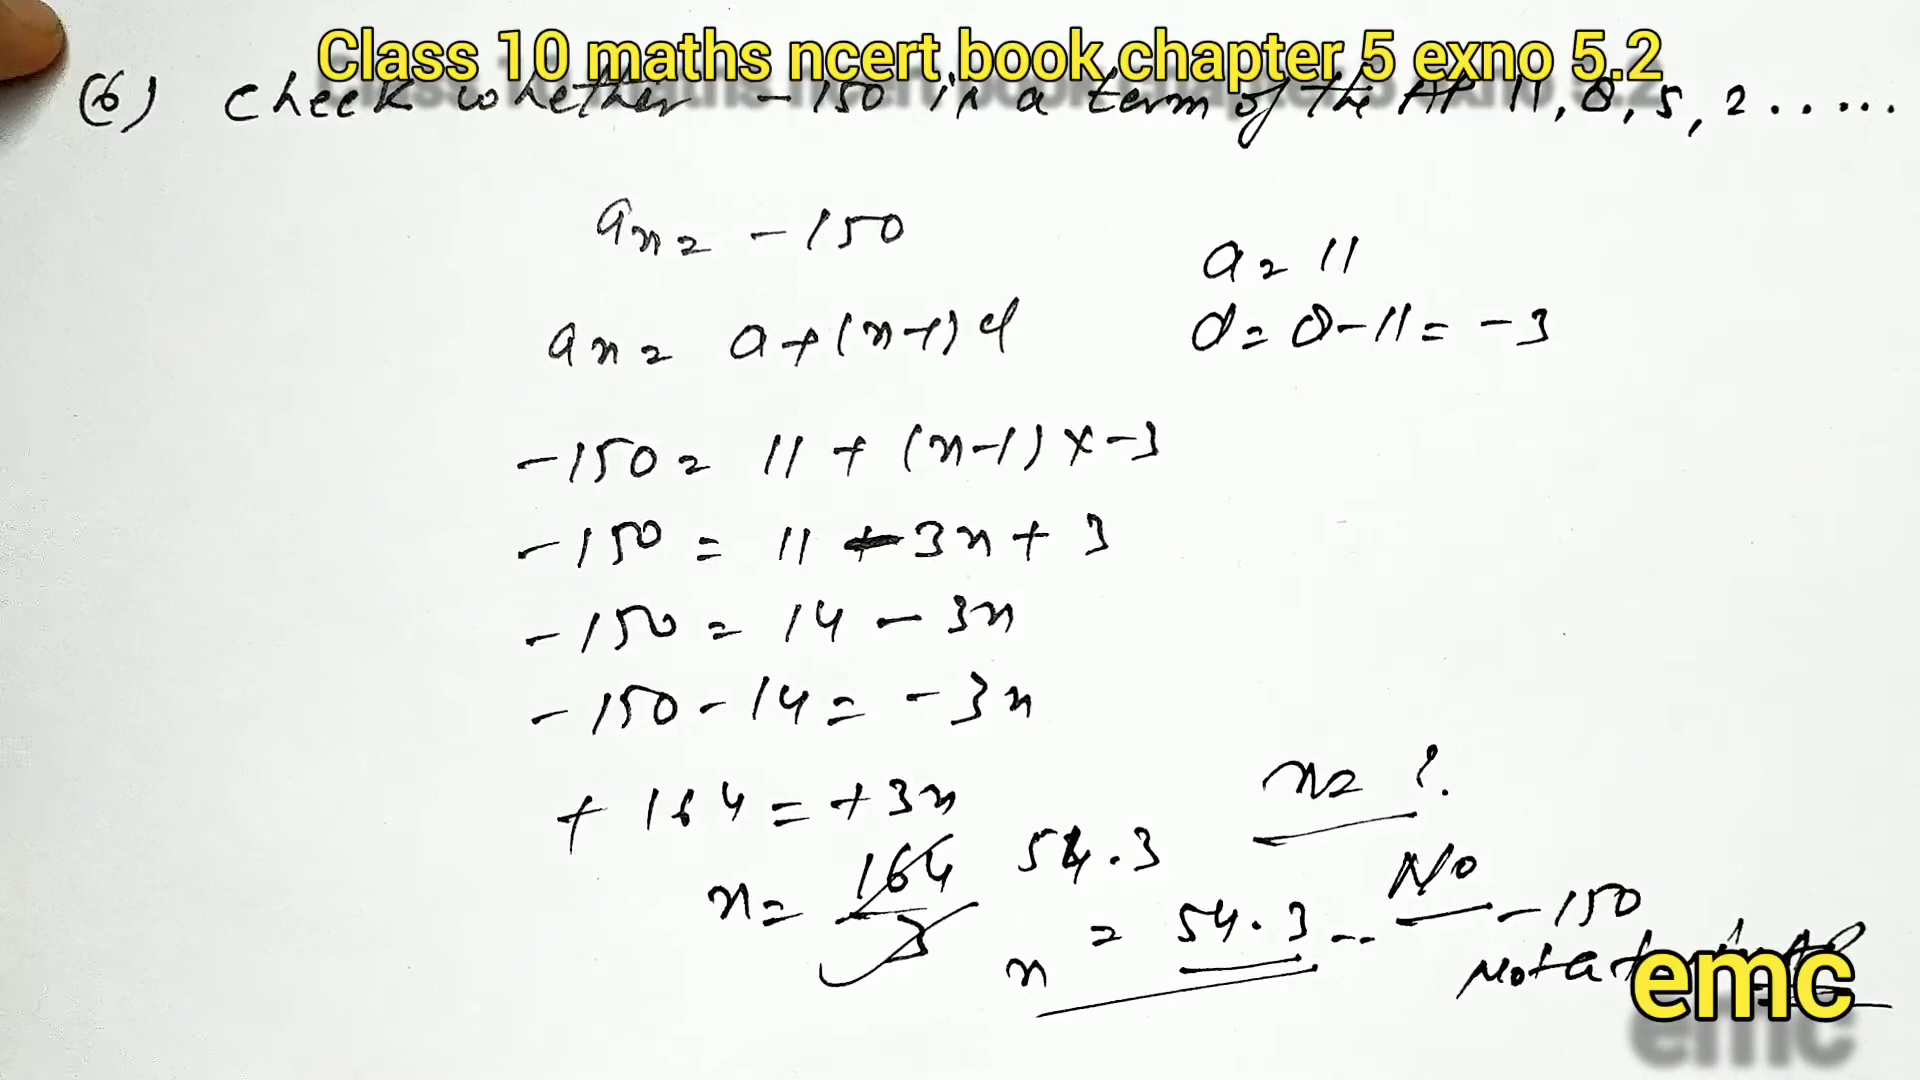 Class 10 maths ncert book chapter 5 exno 5.2
(6) Check whether -150 is a term of the AP 11, 8, 5, 2.....
an = -150
a = 11
an = a + (n-1) d
d = 8-11 = -3
-150 = 11 + (n-1) x -3
-150 = 11 - 3n + 3
-150 = 14 - 3n
-150 - 14 = -3n
+ 164 = +3n
n = ?
n = 164/3
54.3
No
n = 54.3 --
-150
Not a
emc